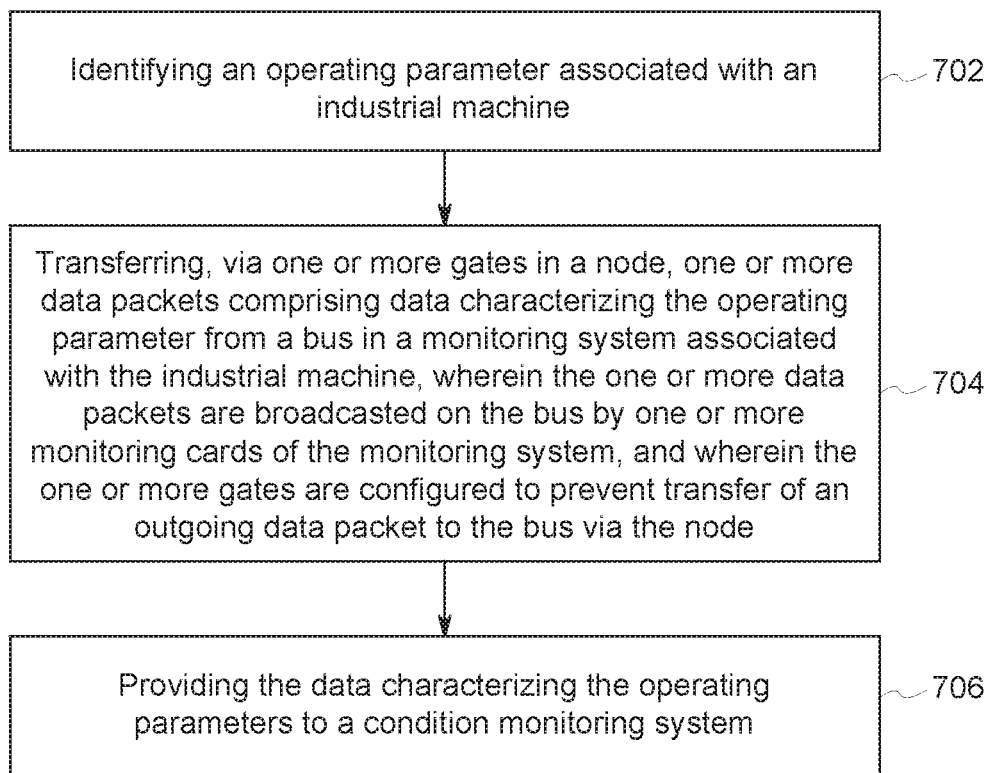 Identifying an operating parameter associated with an
industrial machine
702
Transferring, via one or more gates in a node, one or more
data packets comprising data characterizing the operating
parameter from a bus in a monitoring system associated
with the industrial machine, wherein the one or more data
packets are broadcasted on the bus by one or more
monitoring cards of the monitoring system, and wherein the
one or more gates are configured to prevent transfer of an
outgoing data packet to the bus via the node
704
Providing the data characterizing the operating
parameters to a condition monitoring system
706